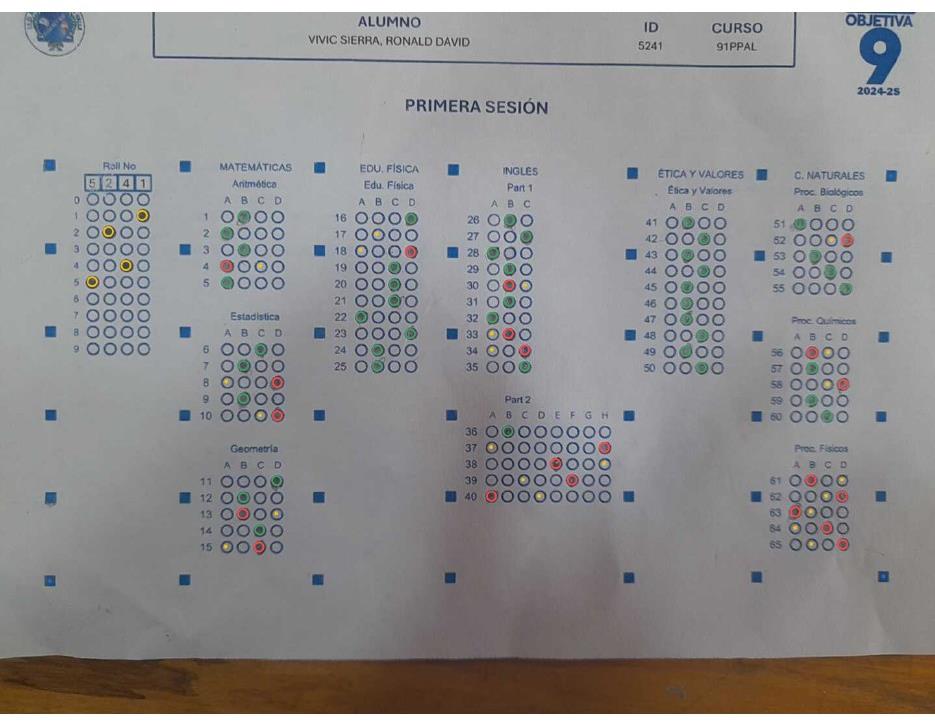 ALUMNO
VIVIC SIERRA, RONALD DAVID
ID
5241
CURSO
91PPAL
OBJETIVA
9
2024-25
PRIMERA SESIÓN
Roll No
5 2 4 1
0
1
2
3
4
5
6
7
8
9
MATEMÁTICAS
Aritmética
A B C D
1
2
3
4
5
Estadística
A B C D
6
7
8
9
10
Geometría
A B C D
11
12
13
14
15
EDU. FÍSICA
Edu. Física
A B C D
16
17
18
19
20
21
22
23
24
25
INGLÉS
Part 1
A B C
26
27
28
29
30
31
32
33
34
35
Part 2
A B C D E F G H
36
37
38
39
40
ÉTICA Y VALORES
Ética y Valores
A B C D
41
42
43
44
45
46
47
48
49
50
C. NATURALES
Proc. Biológicos
A B C D
51
52
53
54
55
Proc. Químicos
A B C D
56
57
58
59
60
Proc. Físicos
A B C D
61
62
63
64
65